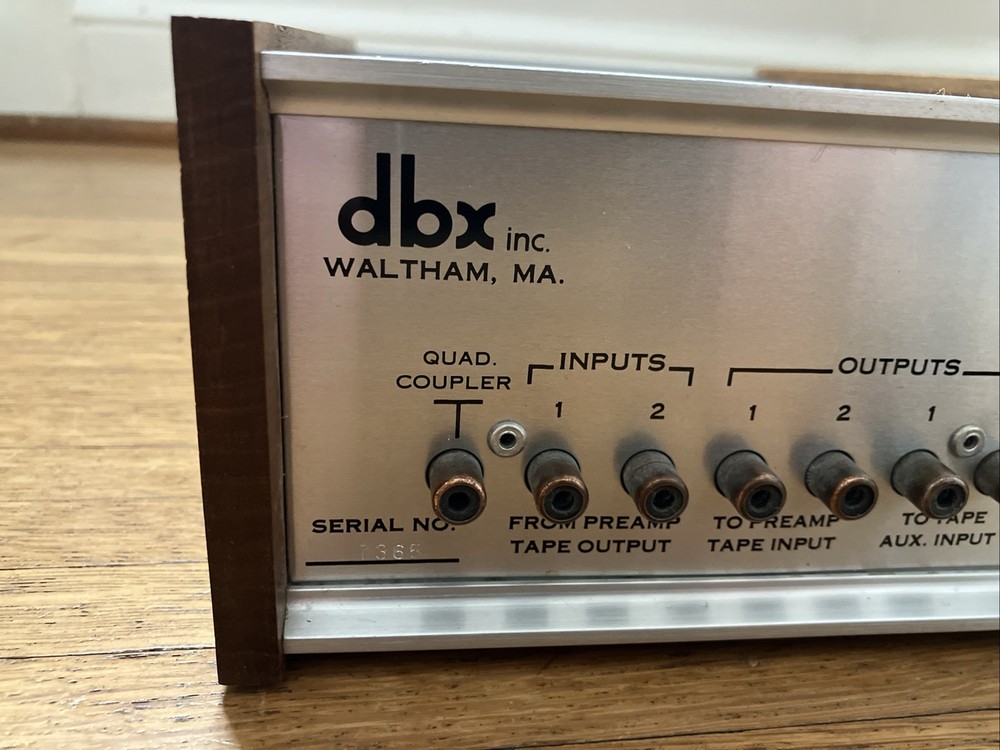 dbx inc.
WALTHAM, MA.
QUAD.
COUPLER
INPUTS
1 2
OUTPUTS
1 2 1
SERIAL NO.
FROM PREAMP
TAPE OUTPUT
TO PREAMP
TAPE INPUT
TO TAPE
AUX. INPUT